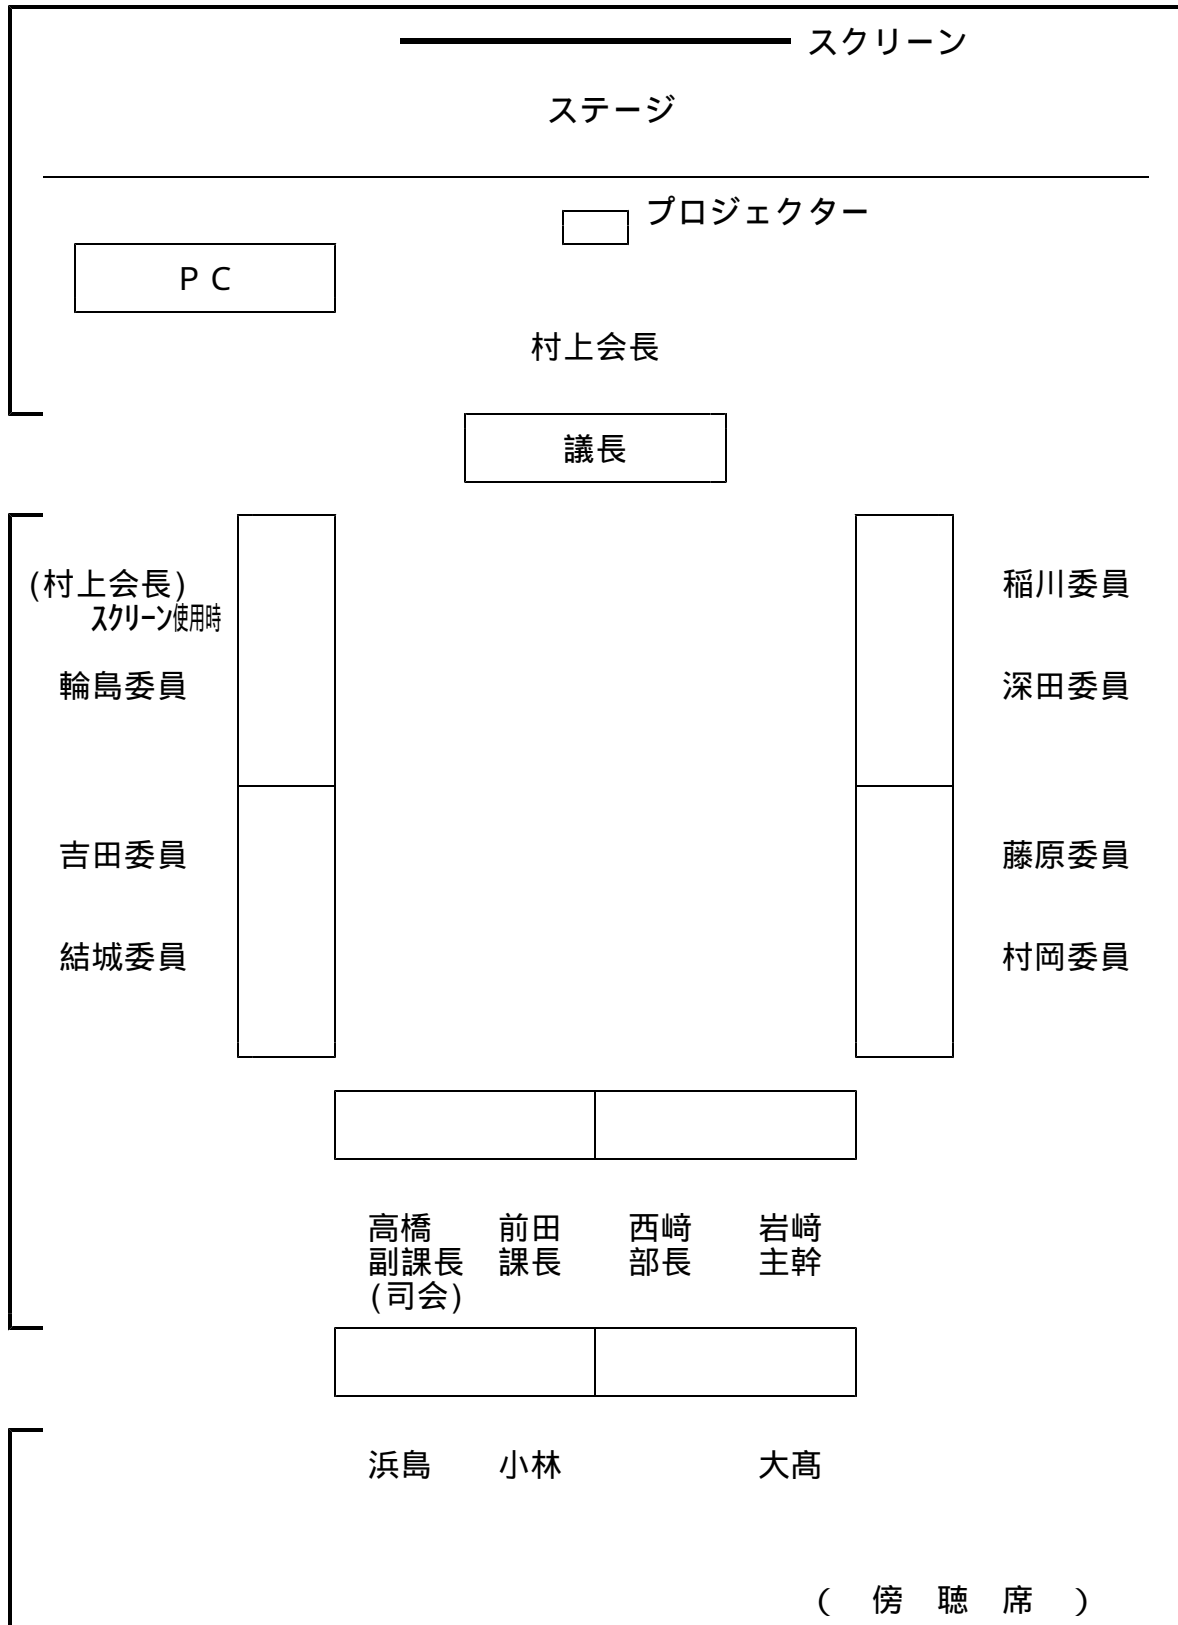 スクリーン
ステージ
プロジェクター
ＰＣ
村上会長
議長
(村上会長)
スクリーン使用時
稲川委員
輪島委員
深田委員
吉田委員
藤原委員
結城委員
村岡委員
高橋
副課長
(司会)
前田
課長
西﨑
部長
岩﨑
主幹
浜島
小林
大髙
(　傍　聴　席　)